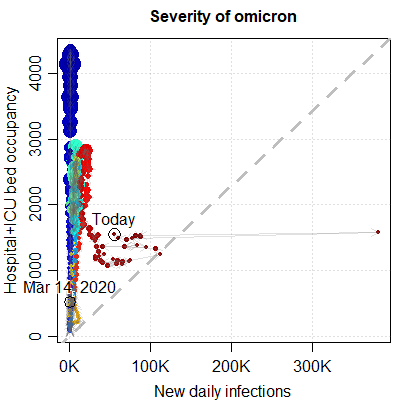 Severity of omicron
Hospital+ICU bed occupancy
4000
3000
2000
1000
0
Today
Mar 14, 2020
0K
100K
200K
300K
New daily infections